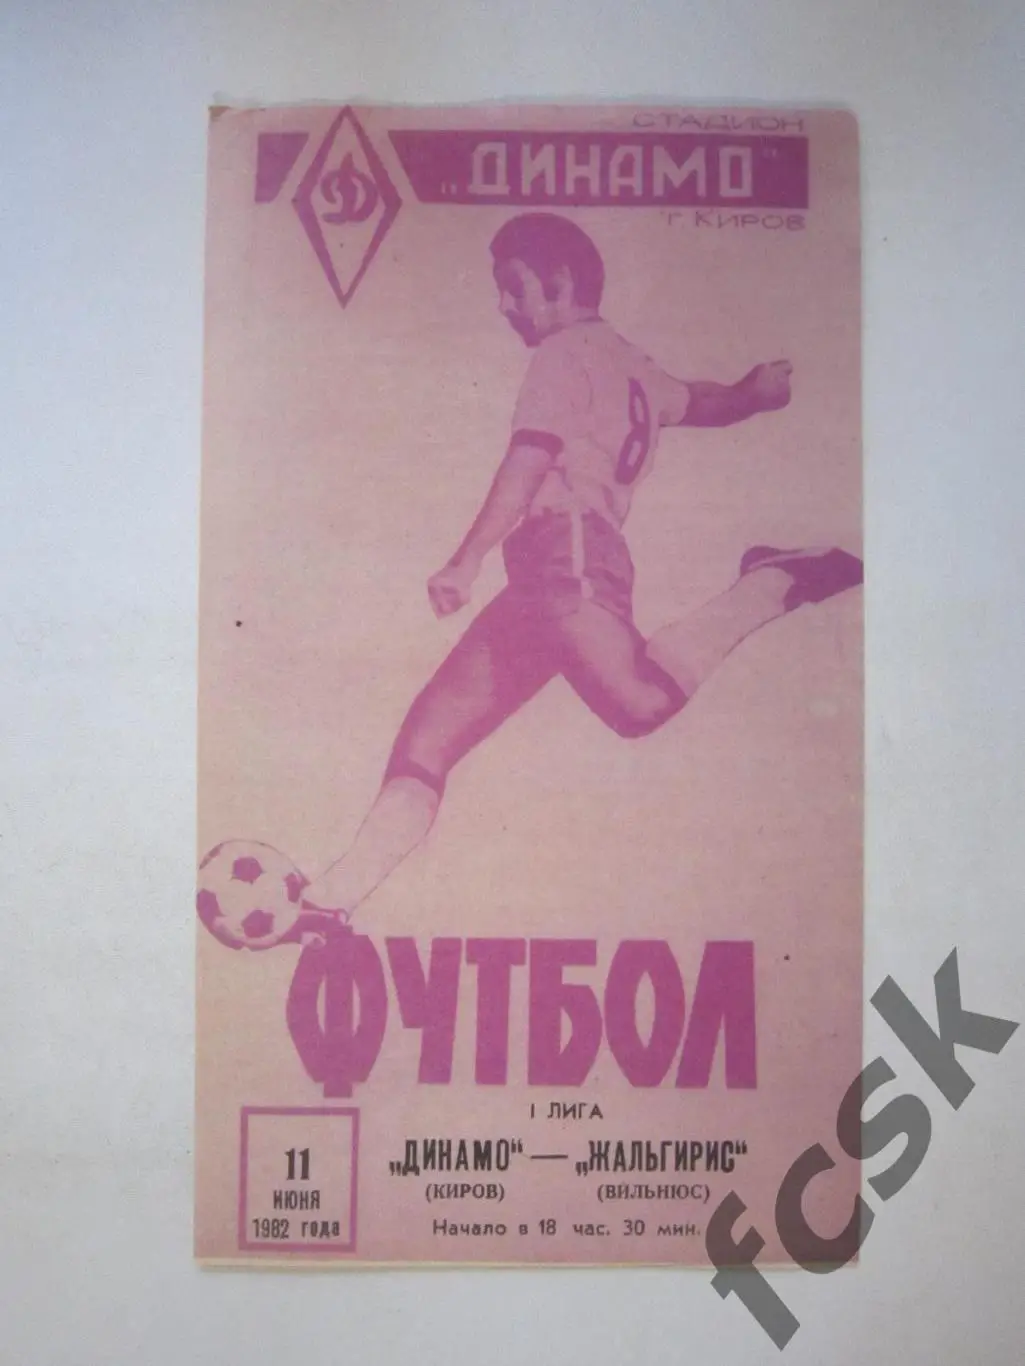 СТАДИОН
„ДИНАМО“
г. КИРОВ
Д
8
ФУТБОЛ
I ЛИГА
„ДИНАМО“ — „ЖАЛЬГИРИС“
(КИРОВ) (ВИЛЬНЮС)
Начало в 18 час. 30 мин.
11
ИЮНЯ
1982 года
fcsk